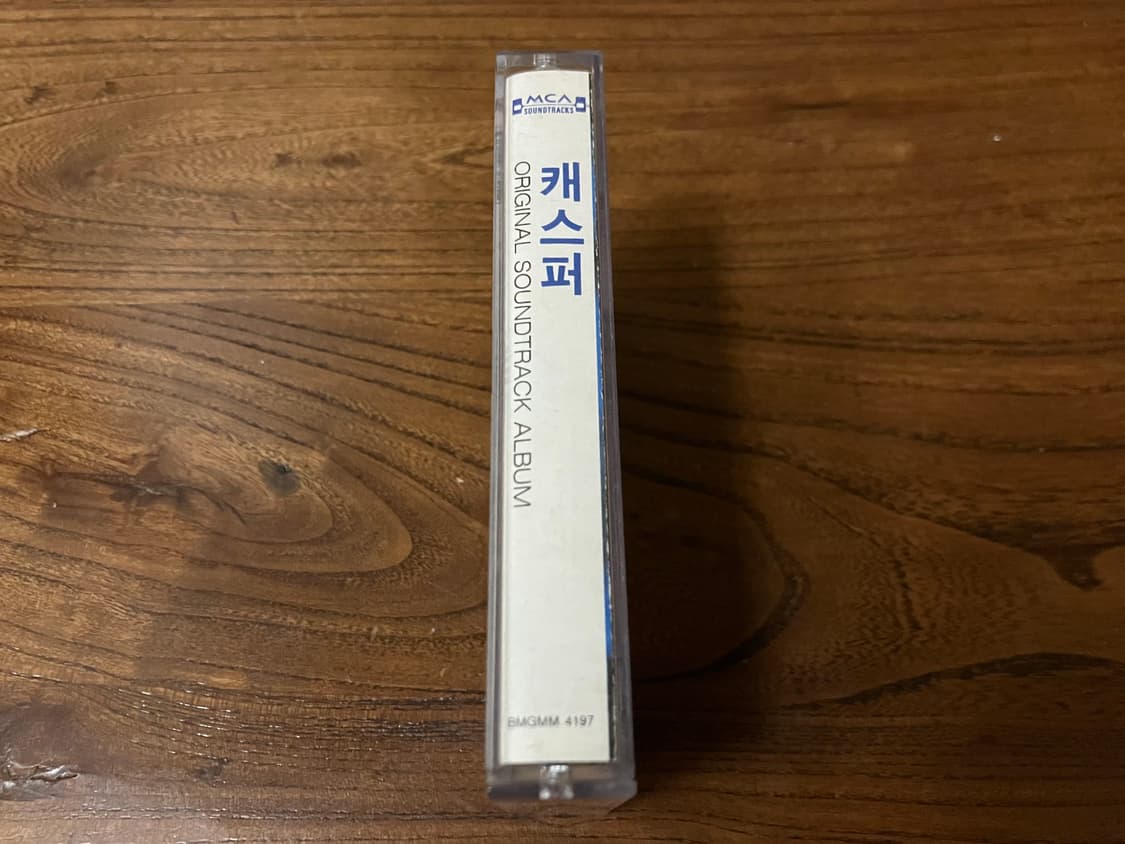 MCA
SOUNDTRACKS
캐스퍼
ORIGINAL SOUNDTRACK ALBUM
BMGMM 4197